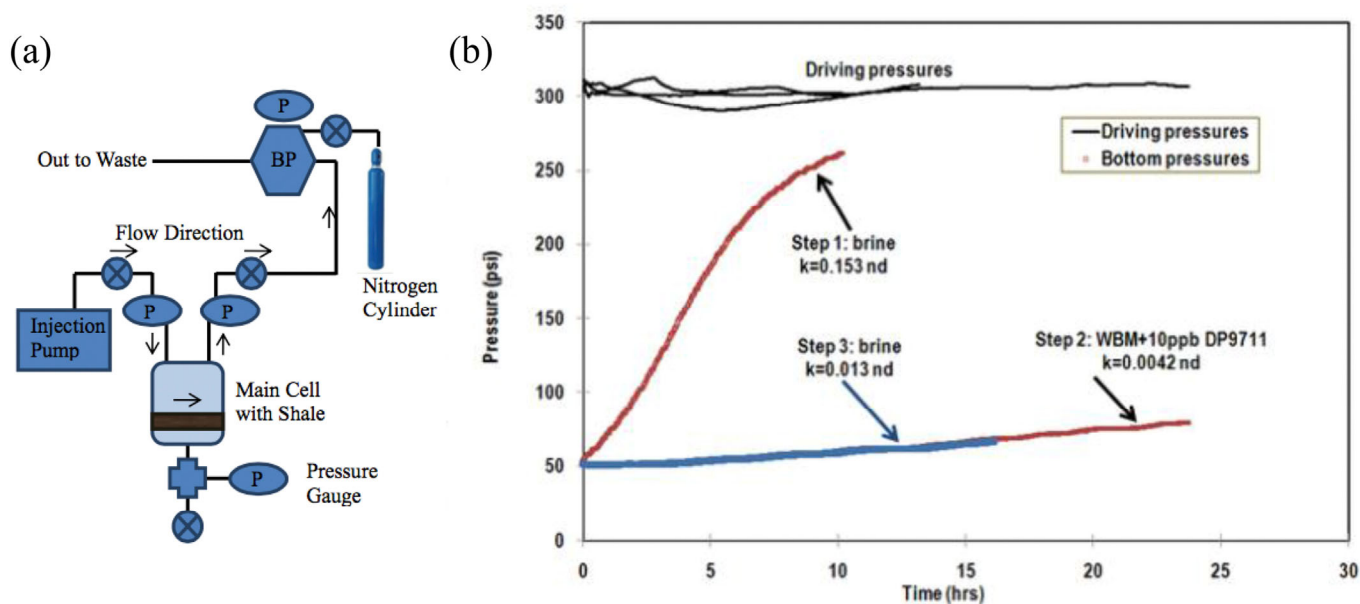 (a)
P
Out to Waste
BP
Flow Direction
Nitrogen
Cylinder
P
P
Injection
Pump
Main Cell
with Shale
P
Pressure
Gauge
(b)
350
300
250
200
150
100
50
0
Pressure (psi)
Driving pressures
Driving pressures
Bottom pressures
Step 1: brine
k=0.153 nd
Step 3: brine
k=0.013 nd
Step 2: WBM+10ppb DP9711
k=0.0042 nd
0
5
10
15
20
25
30
Time (hrs)